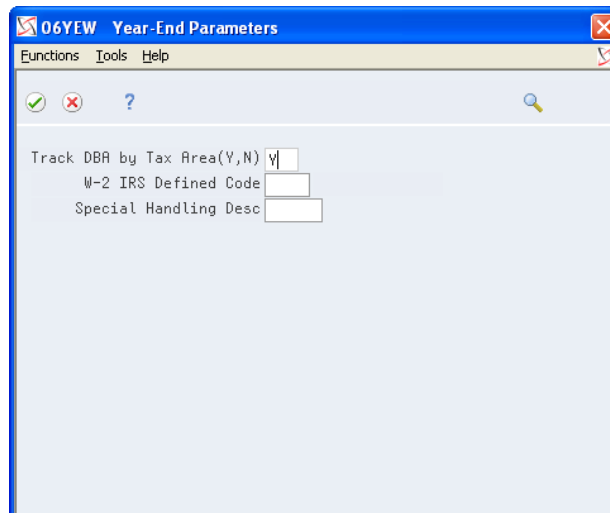 06YEW Year-End Parameters
Functions Tools Help
?
Track DBA by Tax Area(Y,N) Y
W-2 IRS Defined Code
Special Handling Desc